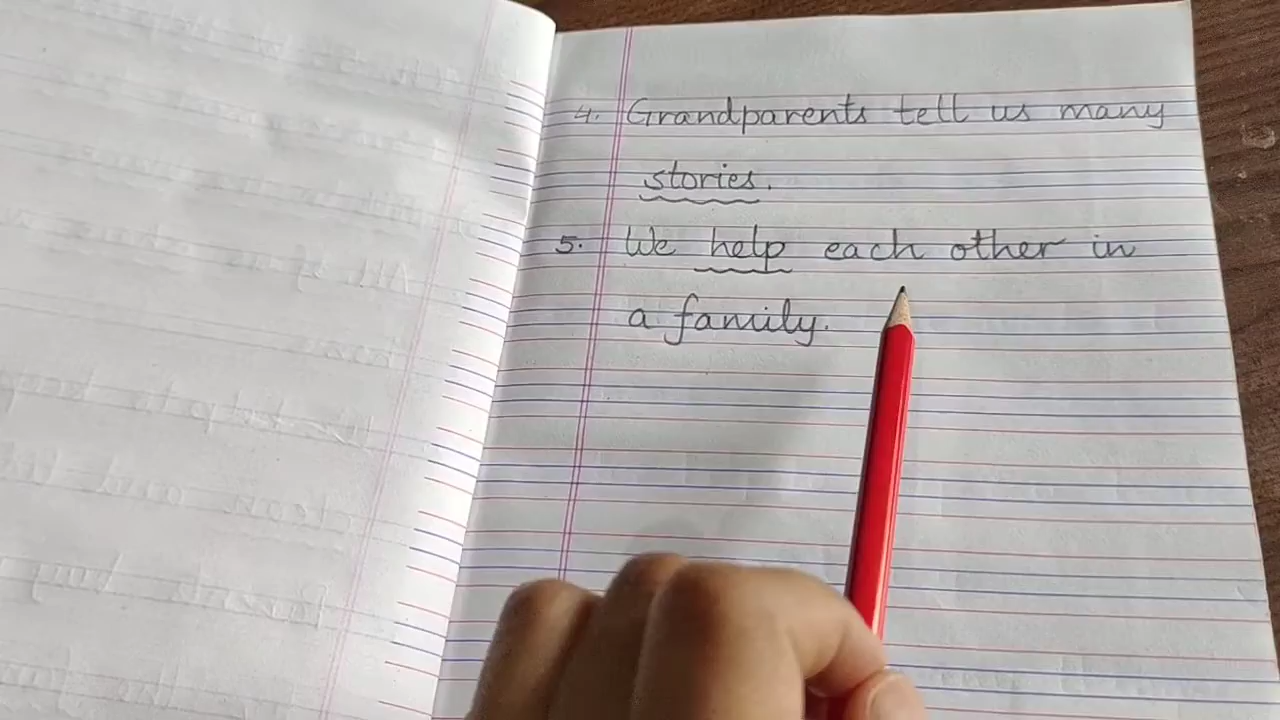 4. Grandparents tell us many
stories.
5. We help each other in
a family.